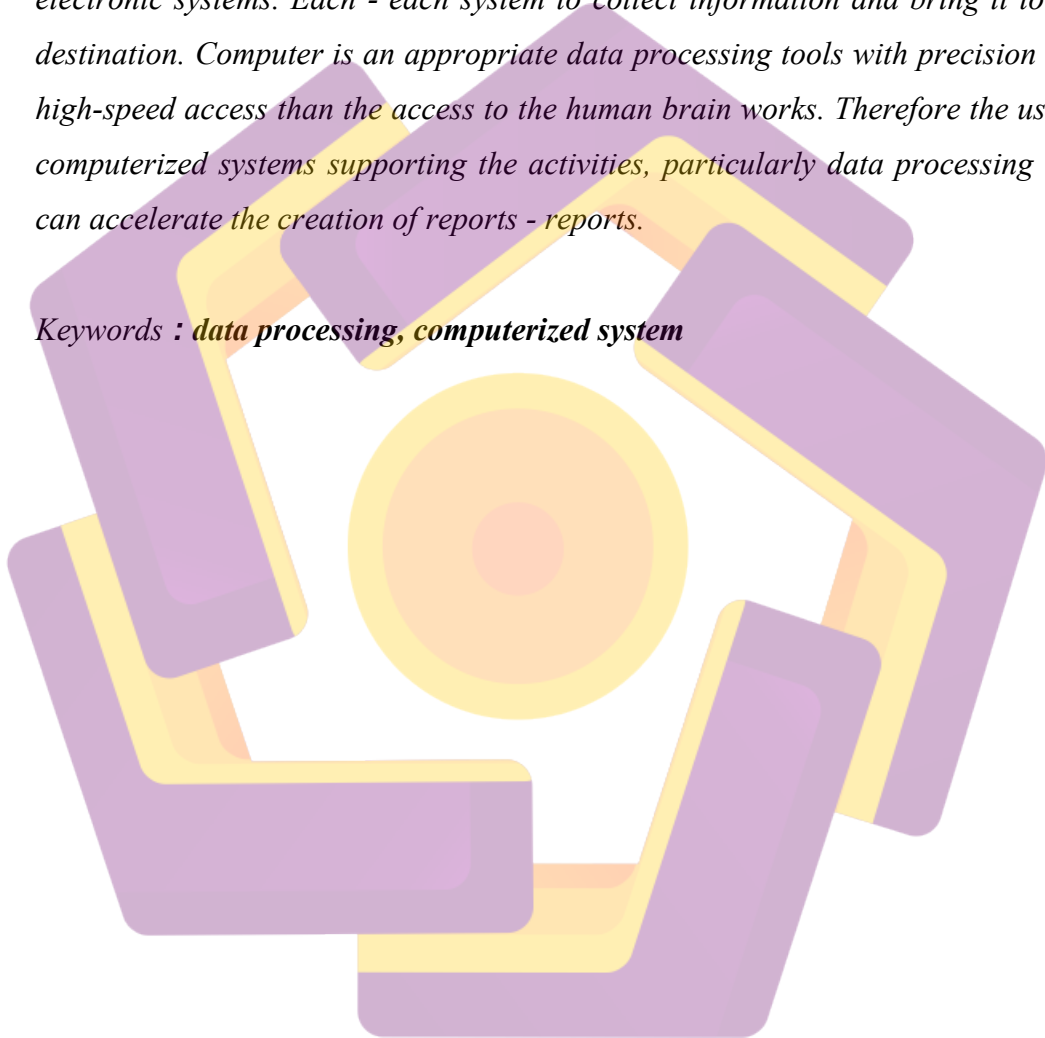 electronic systems. Each - each system to collect information and bring it to
destination. Computer is an appropriate data processing tools with precision
high-speed access than the access to the human brain works. Therefore the us
computerized systems supporting the activities, particularly data processing
can accelerate the creation of reports - reports.
Keywords : data processing, computerized system